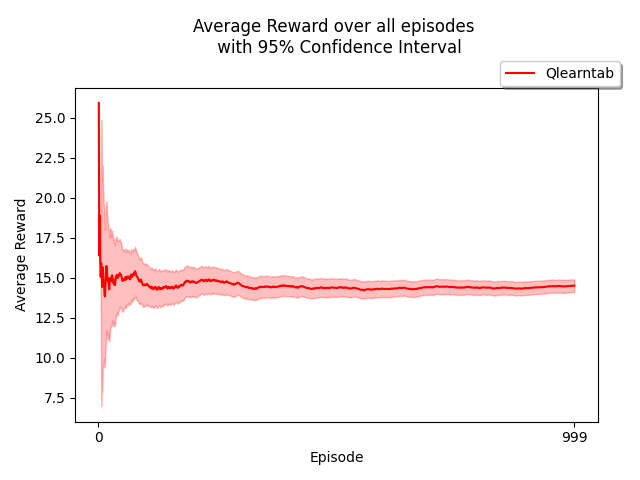 Average Reward over all episodes
with 95% Confidence Interval
Qlearntab
25.0
22.5
20.0
17.5
15.0
12.5
10.0
7.5
Average Reward
0
999
Episode